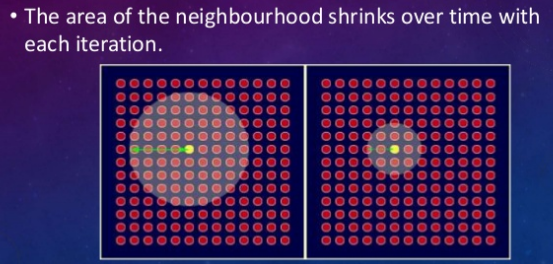 • The area of the neighbourhood shrinks over time with
each iteration.